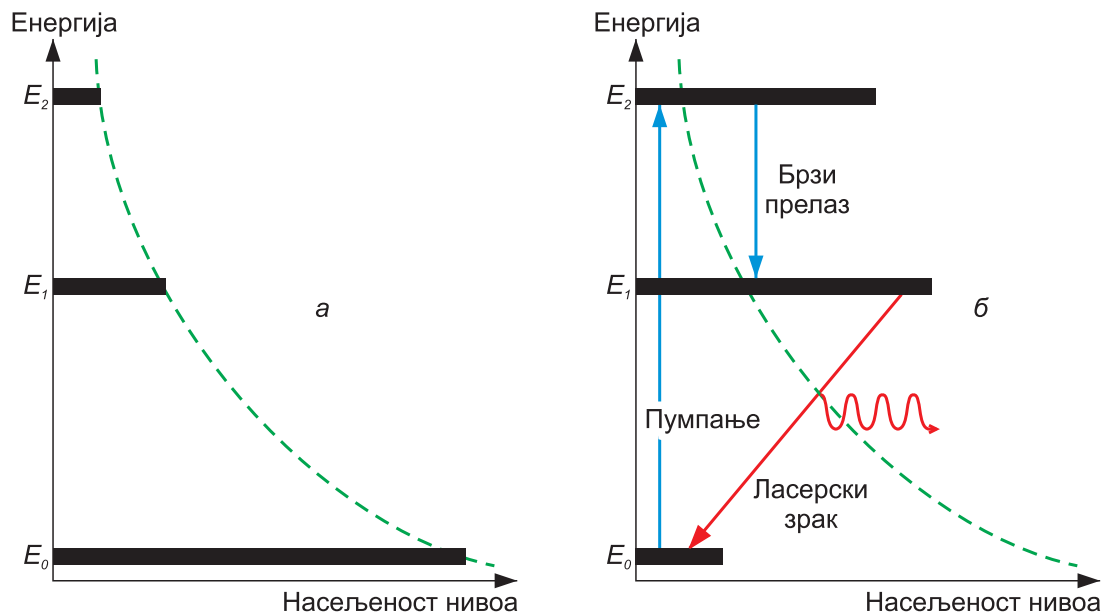 Енергија
E2
E1
E0
а
Насељеност нивоа
Енергија
E2
Брзи
прелаз
E1
б
Пумпање
Ласерски
зрак
E0
Насељеност нивоа